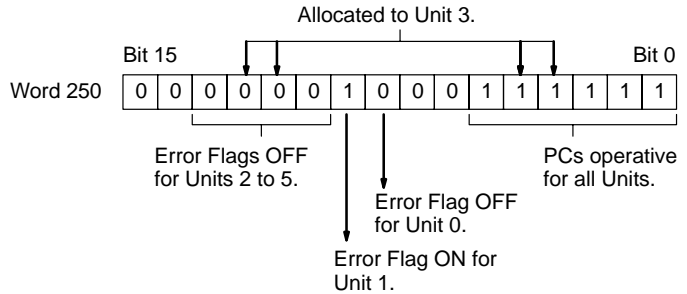 Allocated to Unit 3.
Bit 15 Bit 0
Word 250 0 0 0 0 0 0 1 0 0 0 1 1 1 1 1 1
Error Flags OFF
for Units 2 to 5.
PCs operative
for all Units.
Error Flag OFF
for Unit 0.
Error Flag ON for
Unit 1.